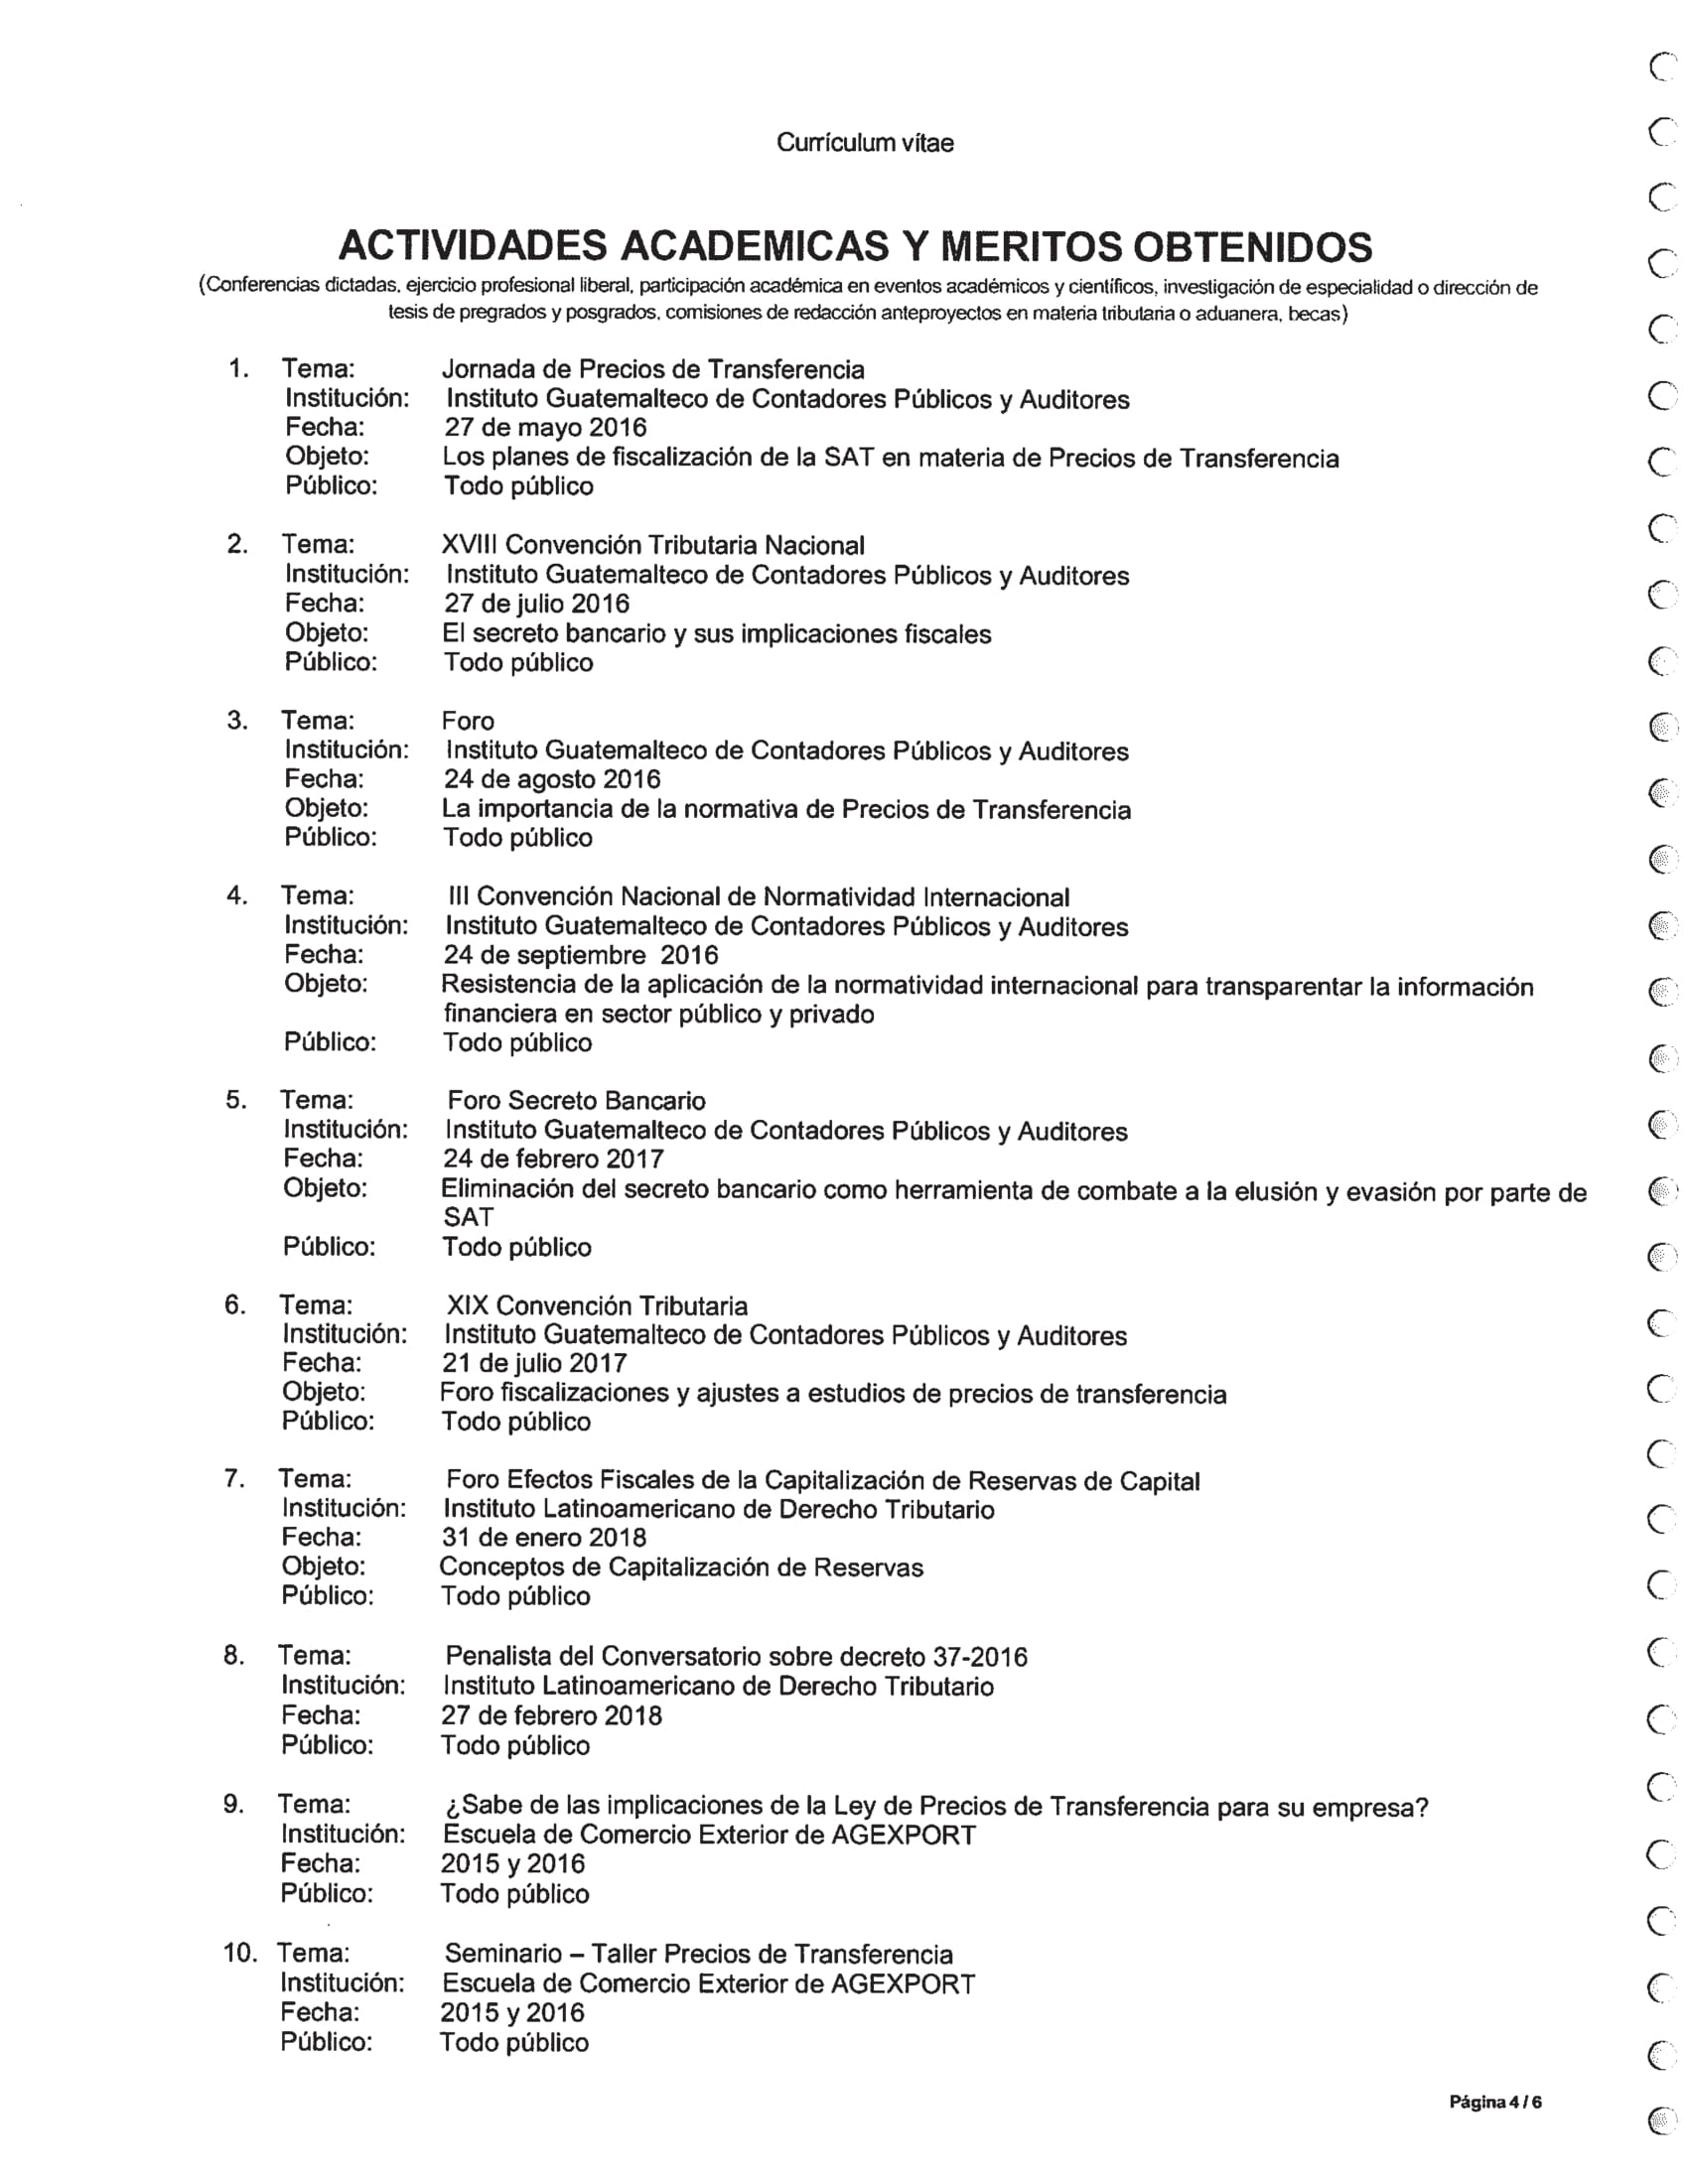 Currículum vítae
ACTIVIDADES ACADEMICAS Y MERITOS OBTENIDOS
(Conferencias dictadas, ejercicio profesional liberal, participación académica en eventos académicos y científicos, investigación de especialidad o dirección de
tesis de pregrados y posgrados, comisiones de redacción anteproyectos en materia tributaria o aduanera, becas)
1. Tema: Jornada de Precios de Transferencia
Institución: Instituto Guatemalteco de Contadores Públicos y Auditores
Fecha: 27 de mayo 2016
Objeto: Los planes de fiscalización de la SAT en materia de Precios de Transferencia
Público: Todo público
2. Tema: XVIII Convención Tributaria Nacional
Institución: Instituto Guatemalteco de Contadores Públicos y Auditores
Fecha: 27 de julio 2016
Objeto: El secreto bancario y sus implicaciones fiscales
Público: Todo público
3. Tema: Foro
Institución: Instituto Guatemalteco de Contadores Públicos y Auditores
Fecha: 24 de agosto 2016
Objeto: La importancia de la normativa de Precios de Transferencia
Público: Todo público
4. Tema: III Convención Nacional de Normatividad Internacional
Institución: Instituto Guatemalteco de Contadores Públicos y Auditores
Fecha: 24 de septiembre 2016
Objeto: Resistencia de la aplicación de la normatividad internacional para transparentar la información
financiera en sector público y privado
Público: Todo público
5. Tema: Foro Secreto Bancario
Institución: Instituto Guatemalteco de Contadores Públicos y Auditores
Fecha: 24 de febrero 2017
Objeto: Eliminación del secreto bancario como herramienta de combate a la elusión y evasión por parte de
SAT
Público: Todo público
6. Tema: XIX Convención Tributaria
Institución: Instituto Guatemalteco de Contadores Públicos y Auditores
Fecha: 21 de julio 2017
Objeto: Foro fiscalizaciones y ajustes a estudios de precios de transferencia
Público: Todo público
7. Tema: Foro Efectos Fiscales de la Capitalización de Reservas de Capital
Institución: Instituto Latinoamericano de Derecho Tributario
Fecha: 31 de enero 2018
Objeto: Conceptos de Capitalización de Reservas
Público: Todo público
8. Tema: Penalista del Conversatorio sobre decreto 37-2016
Institución: Instituto Latinoamericano de Derecho Tributario
Fecha: 27 de febrero 2018
Público: Todo público
9. Tema: ¿Sabe de las implicaciones de la Ley de Precios de Transferencia para su empresa?
Institución: Escuela de Comercio Exterior de AGEXPORT
Fecha: 2015 y 2016
Público: Todo público
10. Tema: Seminario – Taller Precios de Transferencia
Institución: Escuela de Comercio Exterior de AGEXPORT
Fecha: 2015 y 2016
Público: Todo público
Página 4 / 6